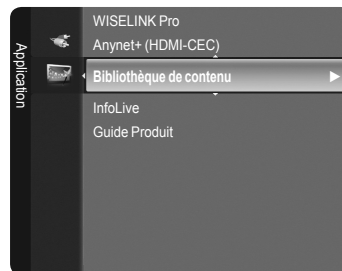 Application
WISELINK Pro
Anynet+ (HDMI-CEC)
Bibliothèque de contenu
InfoLive
Guide Produit